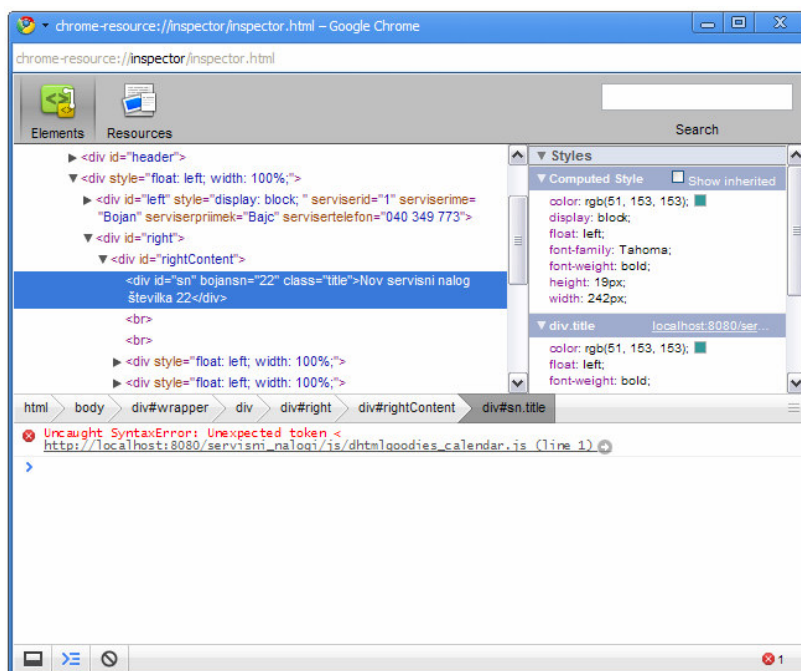 chrome-resource://inspector/inspector.html – Google Chrome
chrome-resource://inspector/inspector.html
Elements
Resources
Search
<div id="header">
<div style="float: left; width: 100%;">
<div id="left" style="display: block; " serviserid="1" serviserime=
"Bojan" serviserpriimek="Bajc" servisertelefon="040 349 773">
<div id="right">
<div id="rightContent">
<div id="sn" bojansn="22" class="title">Nov servisni nalog
številka 22</div>
<br>
<br>
<div style="float: left; width: 100%;">
<div style="float: left; width: 100%;">
Styles
Computed Style
Show inherited
color: rgb(51, 153, 153);
display: block;
float: left;
font-family: Tahoma;
font-weight: bold;
height: 19px;
width: 242px;
div.title
localhost:8080/ser...
color: rgb(51, 153, 153);
float: left;
font-weight: bold;
html body div#wrapper div div#right div#rightContent div#sn.title
Uncaught SyntaxError: Unexpected token <
http://localhost:8080/servisni_nalogi/js/dhtmlgoodies_calendar.js (line 1)
>
1